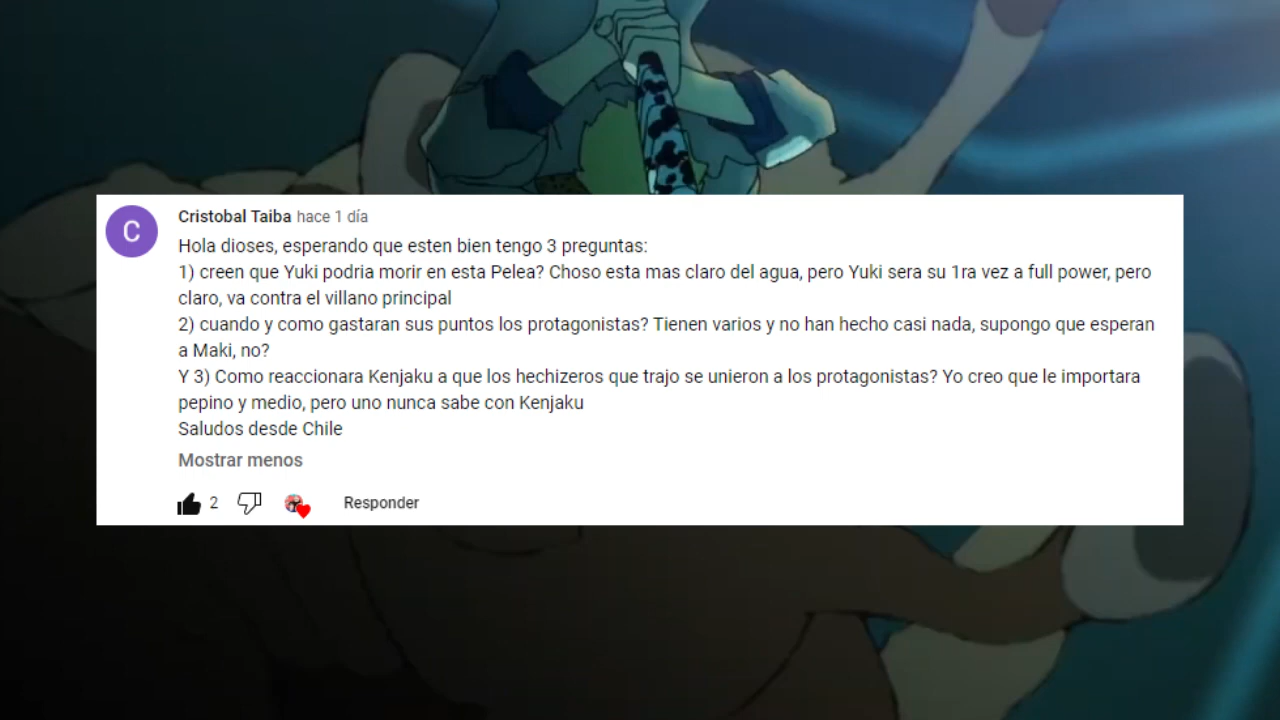 C
Cristobal Taiba hace 1 día
Hola dioses, esperando que esten bien tengo 3 preguntas:
1) creen que Yuki podria morir en esta Pelea? Choso esta mas claro del agua, pero Yuki sera su 1ra vez a full power, pero
claro, va contra el villano principal
2) cuando y como gastaran sus puntos los protagonistas? Tienen varios y no han hecho casi nada, supongo que esperan
a Maki, no?
Y 3) Como reaccionara Kenjaku a que los hechizeros que trajo se unieron a los protagonistas? Yo creo que le importara
pepino y medio, pero uno nunca sabe con Kenjaku
Saludos desde Chile
Mostrar menos
2 Responder